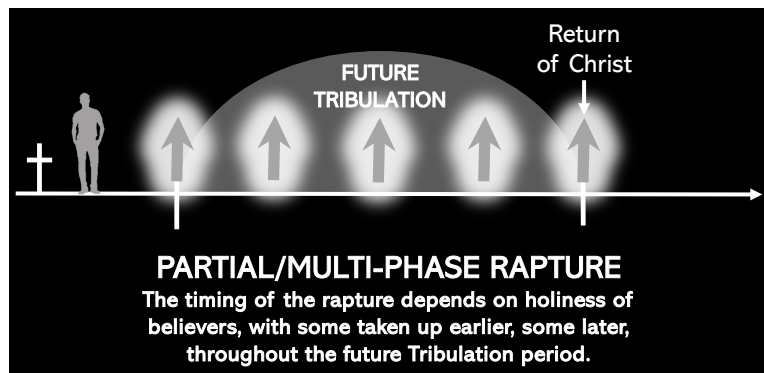 Return
of Christ
FUTURE
TRIBULATION
PARTIAL/MULTI-PHASE RAPTURE
The timing of the rapture depends on holiness of
believers, with some taken up earlier, some later,
throughout the future Tribulation period.